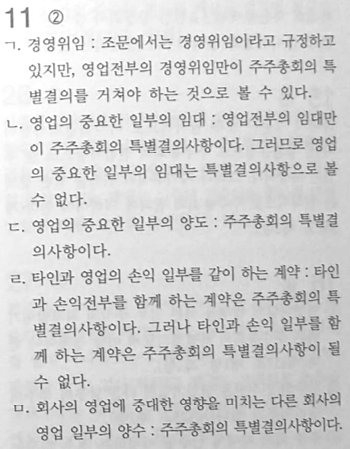 11 ②
ㄱ. 경영위임 : 조문에서는 경영위임이라고 규정하고
있지만, 영업전부의 경영위임만이 주주총회의 특
별결의를 거쳐야 하는 것으로 볼 수 있다.
ㄴ. 영업의 중요한 일부의 임대 : 영업전부의 임대만
이 주주총회의 특별결의사항이다. 그러므로 영업
의 중요한 일부의 임대는 특별결의사항으로 볼
수 없다.
ㄷ. 영업의 중요한 일부의 양도 : 주주총회의 특별결
의사항이다.
ㄹ. 타인과 영업의 손익 일부를 같이 하는 계약 : 타인
과 손익전부를 함께 하는 계약은 주주총회의 특
별결의사항이다. 그러나 타인과 손익 일부를 함
께 하는 계약은 주주총회의 특별결의사항이 될
수 없다.
ㅁ. 회사의 영업에 중대한 영향을 미치는 다른 회사의
영업 일부의 양수 : 주주총회의 특별결의사항이다.